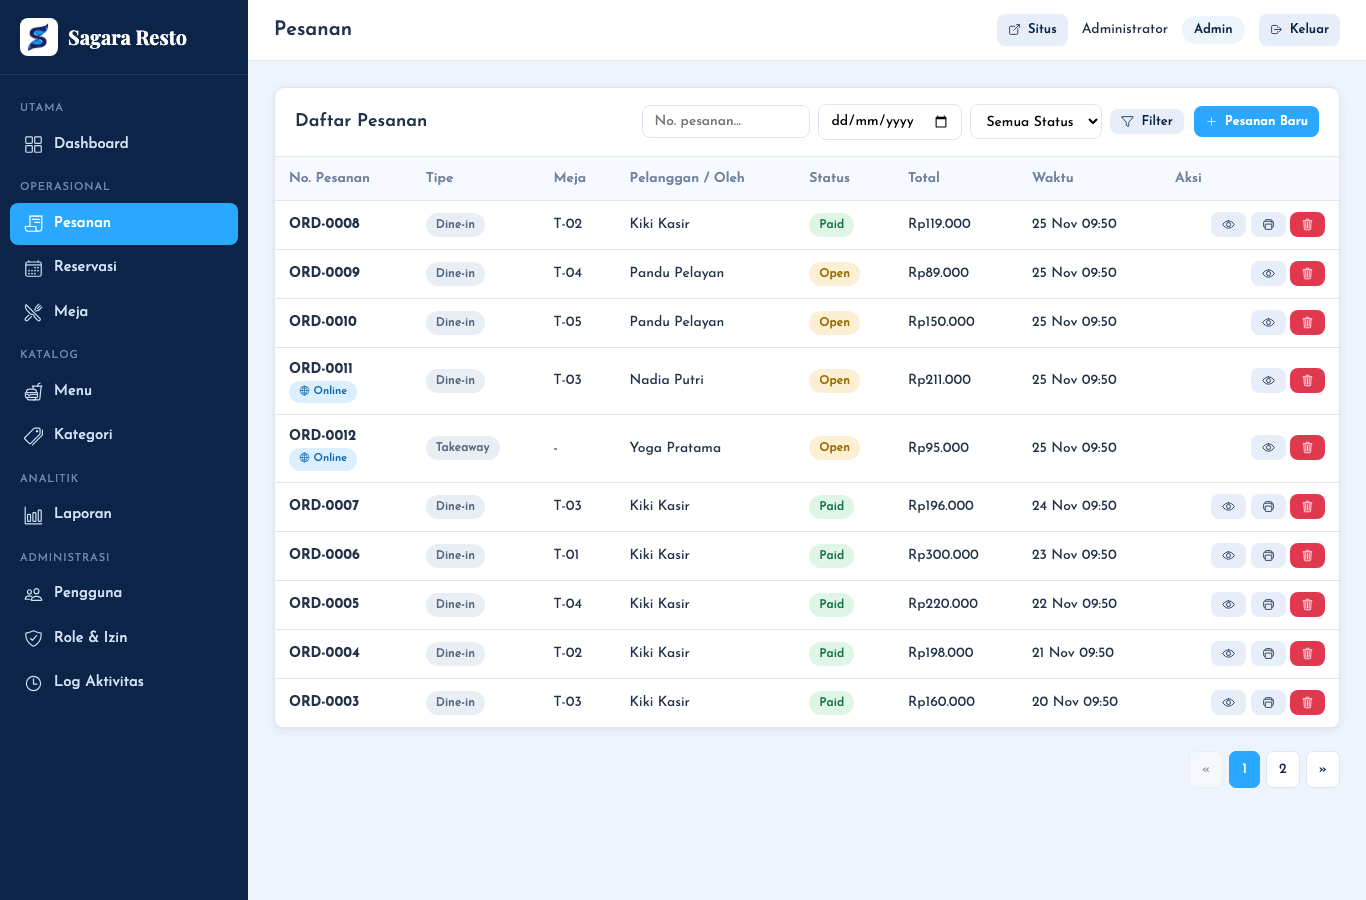 Sagara Resto
UTAMA
Dashboard
OPERASIONAL
Pesanan
Reservasi
Meja
KATALOG
Menu
Kategori
ANALITIK
Laporan
ADMINISTRASI
Pengguna
Role & Izin
Log Aktivitas
Pesanan
Situs Administrator Admin Keluar
Daftar Pesanan No. pesanan... dd/mm/yyyy Semua Status Filter + Pesanan Baru
No. Pesanan Tipe Meja Pelanggan / Oleh Status Total Waktu Aksi
ORD-0008 Dine-in T-02 Kiki Kasir Paid Rp119.000 25 Nov 09:50
ORD-0009 Dine-in T-04 Pandu Pelayan Open Rp89.000 25 Nov 09:50
ORD-0010 Dine-in T-05 Pandu Pelayan Open Rp150.000 25 Nov 09:50
ORD-0011 Dine-in T-03 Nadia Putri Open Rp211.000 25 Nov 09:50
Online
ORD-0012 Takeaway - Yoga Pratama Open Rp95.000 25 Nov 09:50
Online
ORD-0007 Dine-in T-03 Kiki Kasir Paid Rp196.000 24 Nov 09:50
ORD-0006 Dine-in T-01 Kiki Kasir Paid Rp300.000 23 Nov 09:50
ORD-0005 Dine-in T-04 Kiki Kasir Paid Rp220.000 22 Nov 09:50
ORD-0004 Dine-in T-02 Kiki Kasir Paid Rp198.000 21 Nov 09:50
ORD-0003 Dine-in T-03 Kiki Kasir Paid Rp160.000 20 Nov 09:50
« 1 2 »